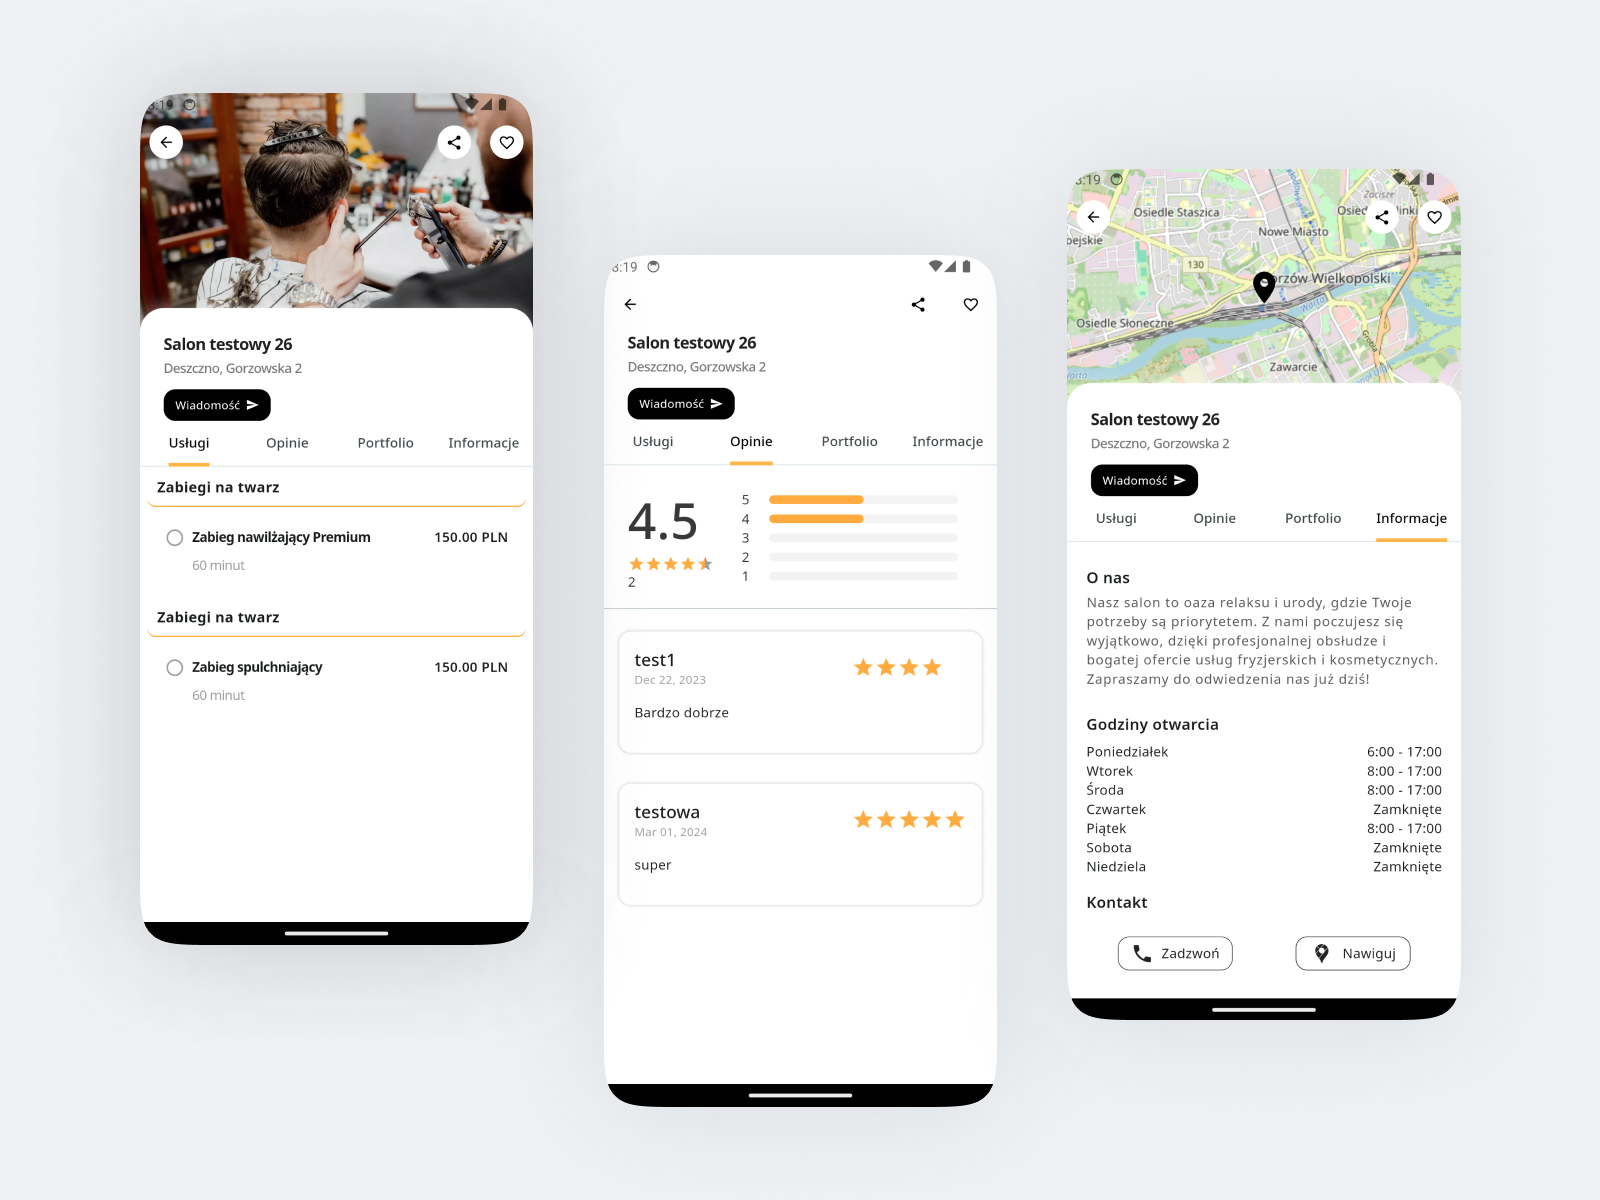 3:19
Salon testowy 26
Deszczno, Gorzowska 2
Wiadomość
Usługi Opinie Portfolio Informacje
Zabiegi na twarz
Zabieg nawilżający Premium 150.00 PLN
60 minut
Zabiegi na twarz
Zabieg spulchniający 150.00 PLN
60 minut
3:19
Salon testowy 26
Deszczno, Gorzowska 2
Wiadomość
Usługi Opinie Portfolio Informacje
4.5
2
5
4
3
2
1
test1
Dec 22, 2023
Bardzo dobrze
testowa
Mar 01, 2024
super
3:19
Zacisze
Osiedle Staszica
Nowe Miasto
130
Osiedle Słoneczne
Warta
Grobla
Zawarcie
Warta
Salon testowy 26
Deszczno, Gorzowska 2
Wiadomość
Usługi Opinie Portfolio Informacje
O nas
Nasz salon to oaza relaksu i urody, gdzie Twoje
potrzeby są priorytetem. Z nami poczujesz się
wyjątkowo, dzięki profesjonalnej obsłudze i
bogatej ofercie usług fryzjerskich i kosmetycznych.
Zapraszamy do odwiedzenia nas już dziś!
Godziny otwarcia
Poniedziałek 6:00 - 17:00
Wtorek 8:00 - 17:00
Środa 8:00 - 17:00
Czwartek Zamknięte
Piątek 8:00 - 17:00
Sobota Zamknięte
Niedziela Zamknięte
Kontakt
Zadzwoń Nawiguj